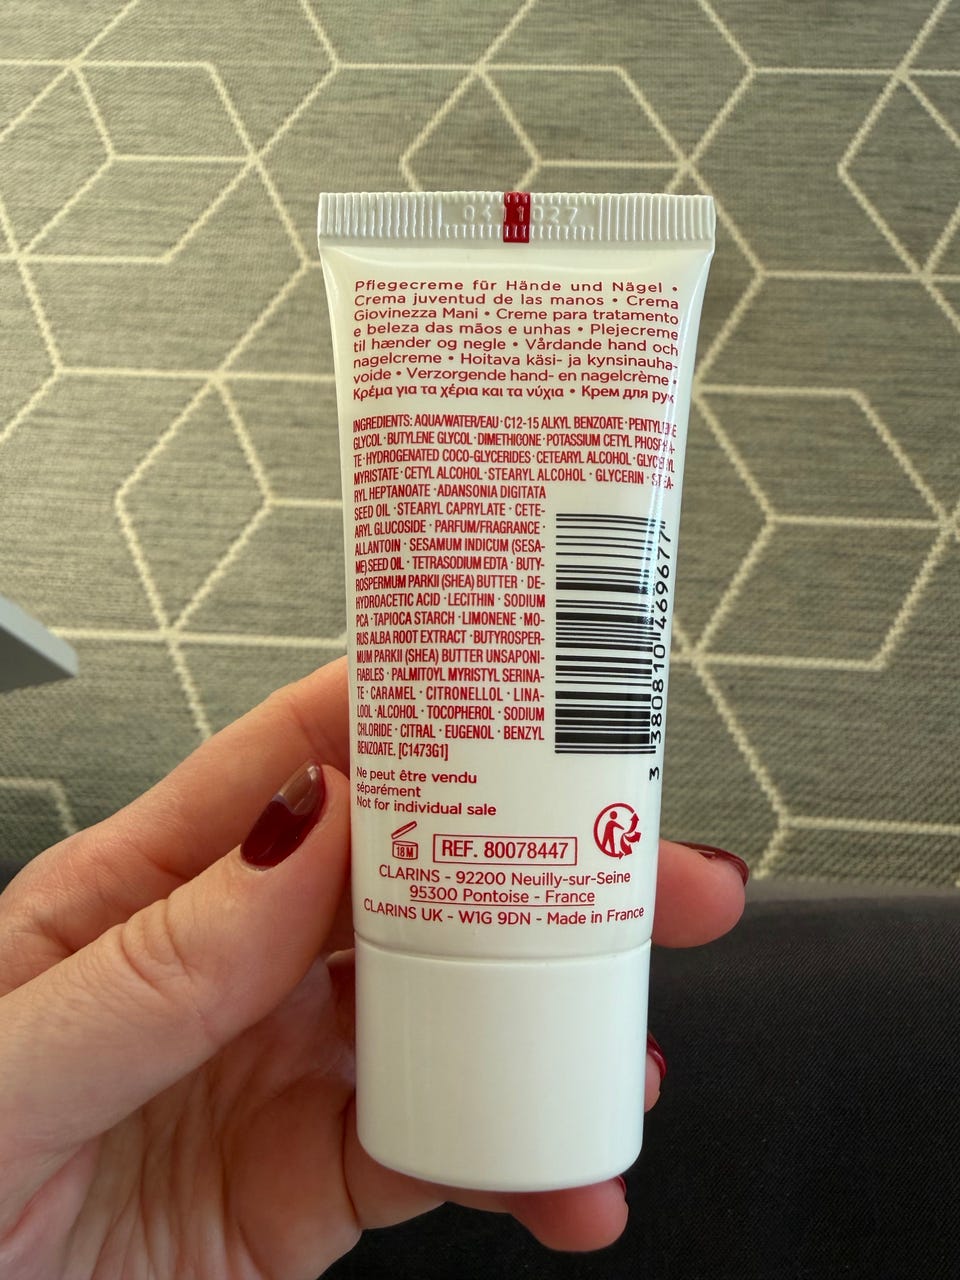 Pflegecreme für Hände und Nägel •
Crema juventud de las manos • Crema
Giovinezza Mani • Creme para tratamento
e beleza das mãos e unhas • Plejecreme
til hænder og negle • Vårdande hand och
nagelcreme • Hoitava käsi- ja kynsinauha-
voide • Verzorgende hand- en nagelcrème •
Κρέμα για τα χέρια και τα νύχια • Крем для рук
INGREDIENTS: AQUA/WATER/EAU · C12-15 ALKYL BENZOATE · PENTYLENE
GLYCOL · BUTYLENE GLYCOL · DIMETHICONE · POTASSIUM CETYL PHOSPHA-
TE · HYDROGENATED COCO-GLYCERIDES · CETEARYL ALCOHOL · GLYCERYL
MYRISTATE · CETYL ALCOHOL · STEARYL ALCOHOL · GLYCERIN · STEA-
RYL HEPTANOATE · ADANSONIA DIGITATA
SEED OIL · STEARYL CAPRYLATE · CETE-
ARYL GLUCOSIDE · PARFUM/FRAGRANCE ·
ALLANTOIN · SESAMUM INDICUM (SESA-
ME) SEED OIL · TETRASODIUM EDTA · BUTY-
ROSPERMUM PARKII (SHEA) BUTTER · DE-
HYDROACETIC ACID · LECITHIN · SODIUM
PCA · TAPIOCA STARCH · LIMONENE · MO-
RUS ALBA ROOT EXTRACT · BUTYROSPER-
MUM PARKII (SHEA) BUTTER UNSAPONI-
FIABLES · PALMITOYL MYRISTYL SERINA-
TE · CARAMEL · CITRONELLOL · LINA-
LOOL · ALCOHOL · TOCOPHEROL · SODIUM
CHLORIDE · CITRAL · EUGENOL · BENZYL
BENZOATE. [C1473G1]
3 380810 469677
Ne peut être vendu
séparément
Not for individual sale
18 M
REF. 80078447
CLARINS - 92200 Neuilly-sur-Seine
95300 Pontoise - France
CLARINS UK - W1G 9DN - Made in France